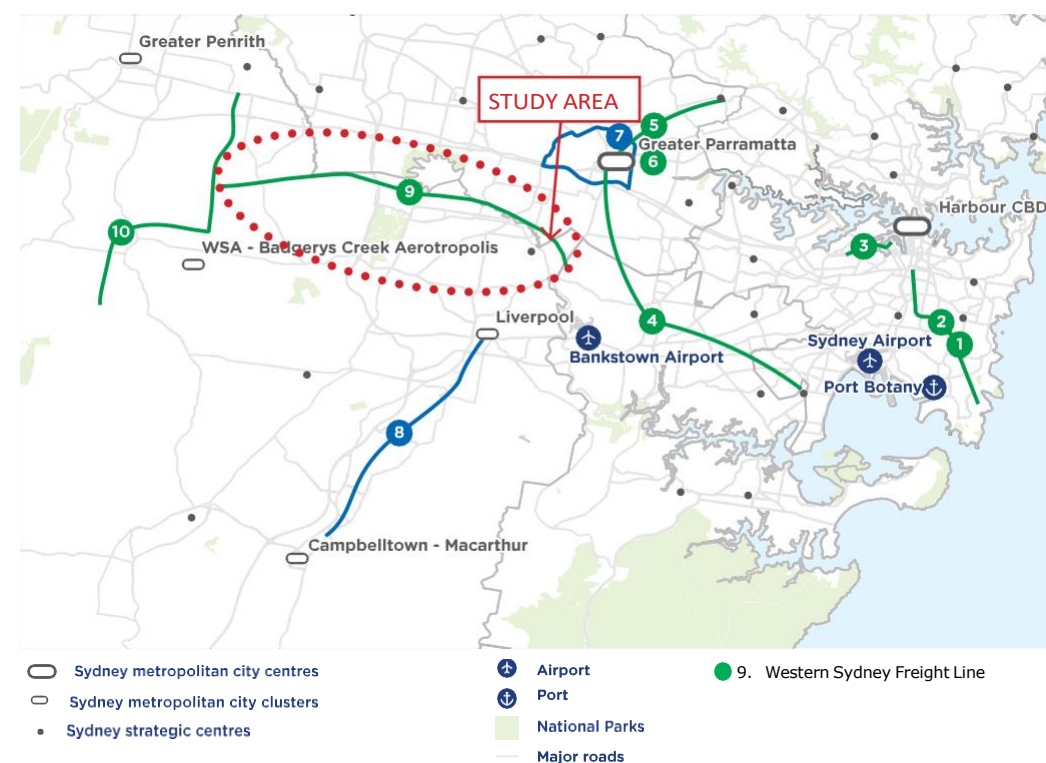 Greater Penrith
STUDY AREA
5
7
Greater Parramatta
6
9
Harbour CBD
10
WSA - Badgerys Creek Aerotropolis
3
Liverpool
4
2
Sydney Airport
1
Bankstown Airport
Port Botany
8
Campbelltown - Macarthur
Sydney metropolitan city centres
Sydney metropolitan city clusters
Sydney strategic centres
Airport
Port
National Parks
Major roads
9. Western Sydney Freight Line